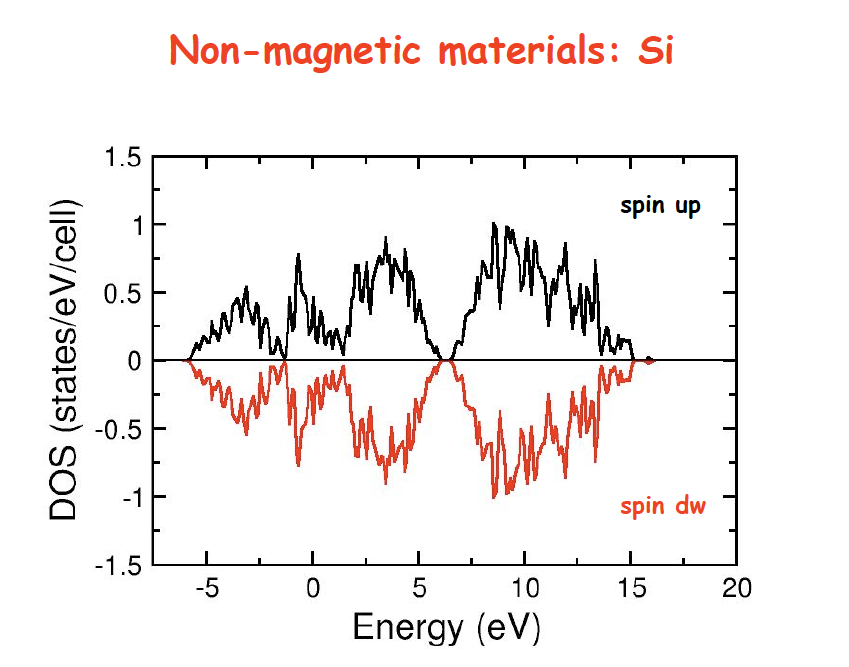 Non-magnetic materials: Si
1.5
spin up
1
0.5
0
-0.5
-1
spin dw
-1.5
DOS (states/eV/cell)
-5 0 5 10 15 20
Energy (eV)